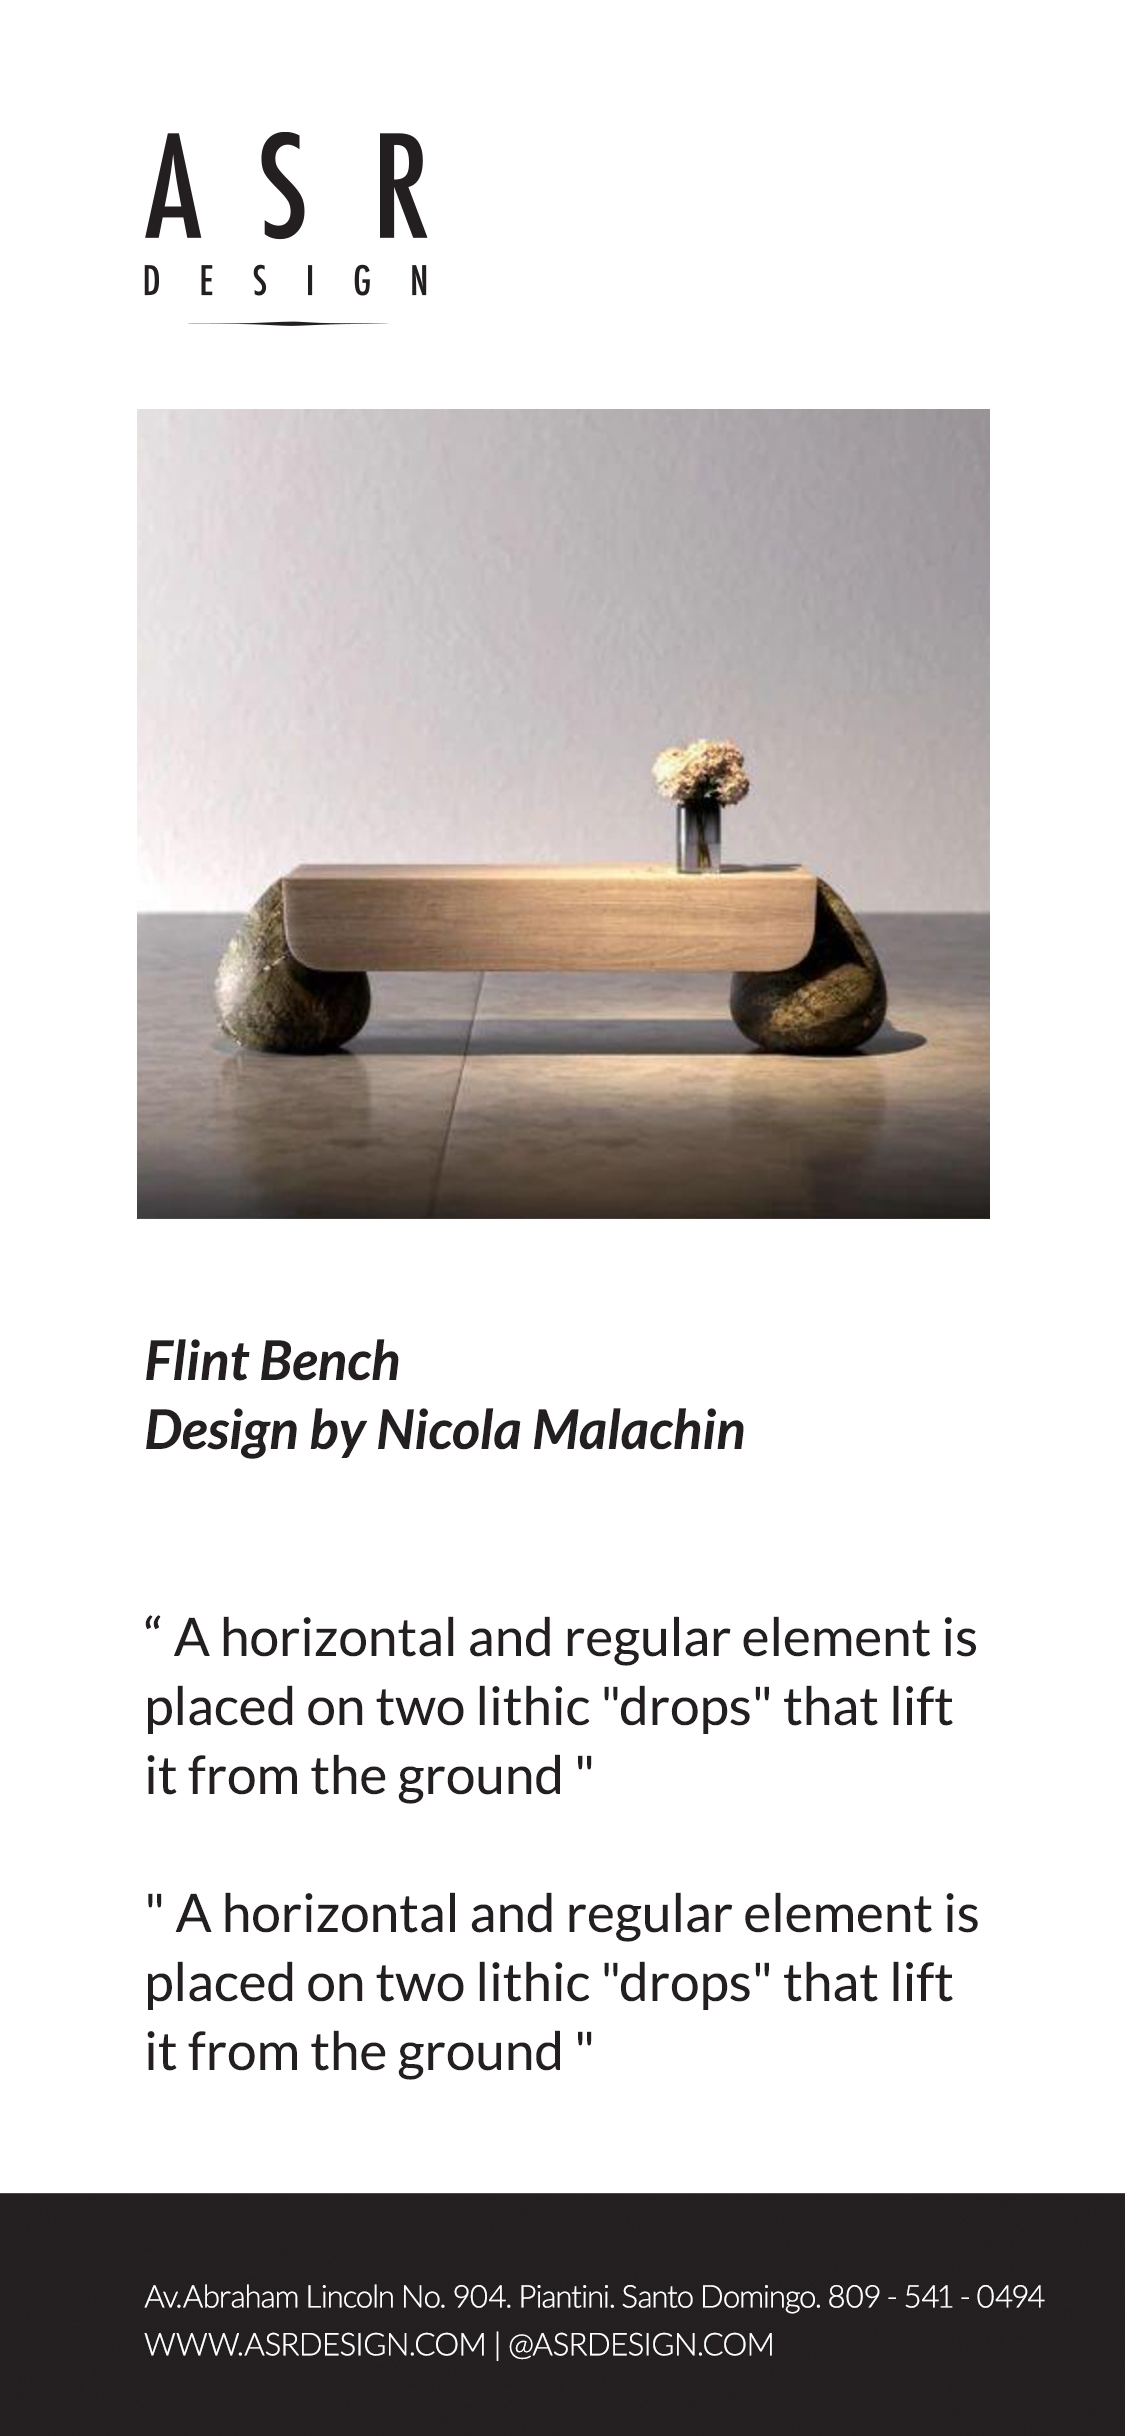 A S R
DESIGN
Flint Bench
Design by Nicola Malachin
“ A horizontal and regular element is
placed on two lithic "drops" that lift
it from the ground "
" A horizontal and regular element is
placed on two lithic "drops" that lift
it from the ground "
Av.Abraham Lincoln No. 904. Piantini. Santo Domingo. 809 - 541 - 0494
WWW.ASRDESIGN.COM | @ASRDESIGN.COM